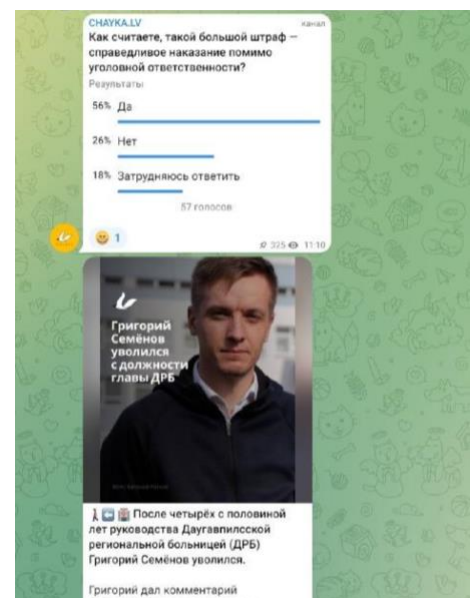 CHAYKA.LV
канал
Как считаете, такой большой штраф —
справедливое наказание помимо
уголовной ответственности?
Результаты
56% Да
26% Нет
18% Затрудняюсь ответить
57 голосов
1
325 11:10
Григорий
Семёнов
уволился
с должности
главы ДРБ
После четырёх с половиной
лет руководства Даугавпилсской
региональной больницей (ДРБ)
Григорий Семёнов уволился.
Григорий дал комментарий